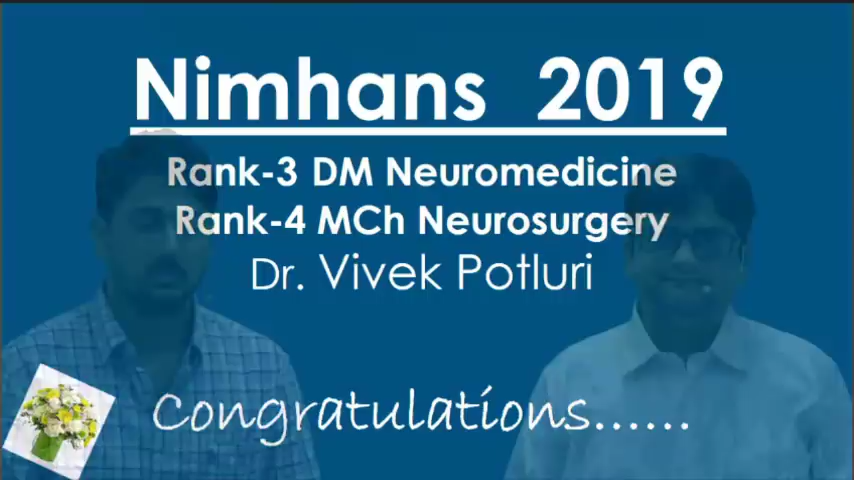 Nimhans 2019
Rank-3 DM Neuromedicine
Rank-4 MCh Neurosurgery
Dr. Vivek Potluri
Congratulations......